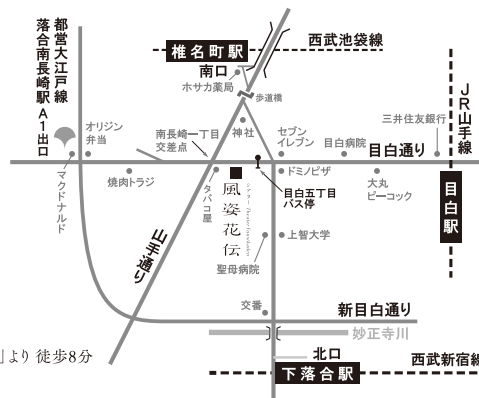 都営大江戸線
落合南長崎駅 A1出口
椎名町駅
西武池袋線
南口
ホサカ薬局
歩道橋
JR山手線
オリジン
弁当
南長崎一丁目
交差点
神社
セブン
イレブン
目白病院
三井住友銀行
目白通り
マクドナルド
焼肉トラジ
タバコ屋
ドミノピザ
目白五丁目
バス停
大丸
ピーコック
目白駅
シアター
風姿花伝
山手通り
上智大学
聖母病院
交番
新目白通り
妙正寺川
」より 徒歩8分
北口
下落合駅
西武新宿線